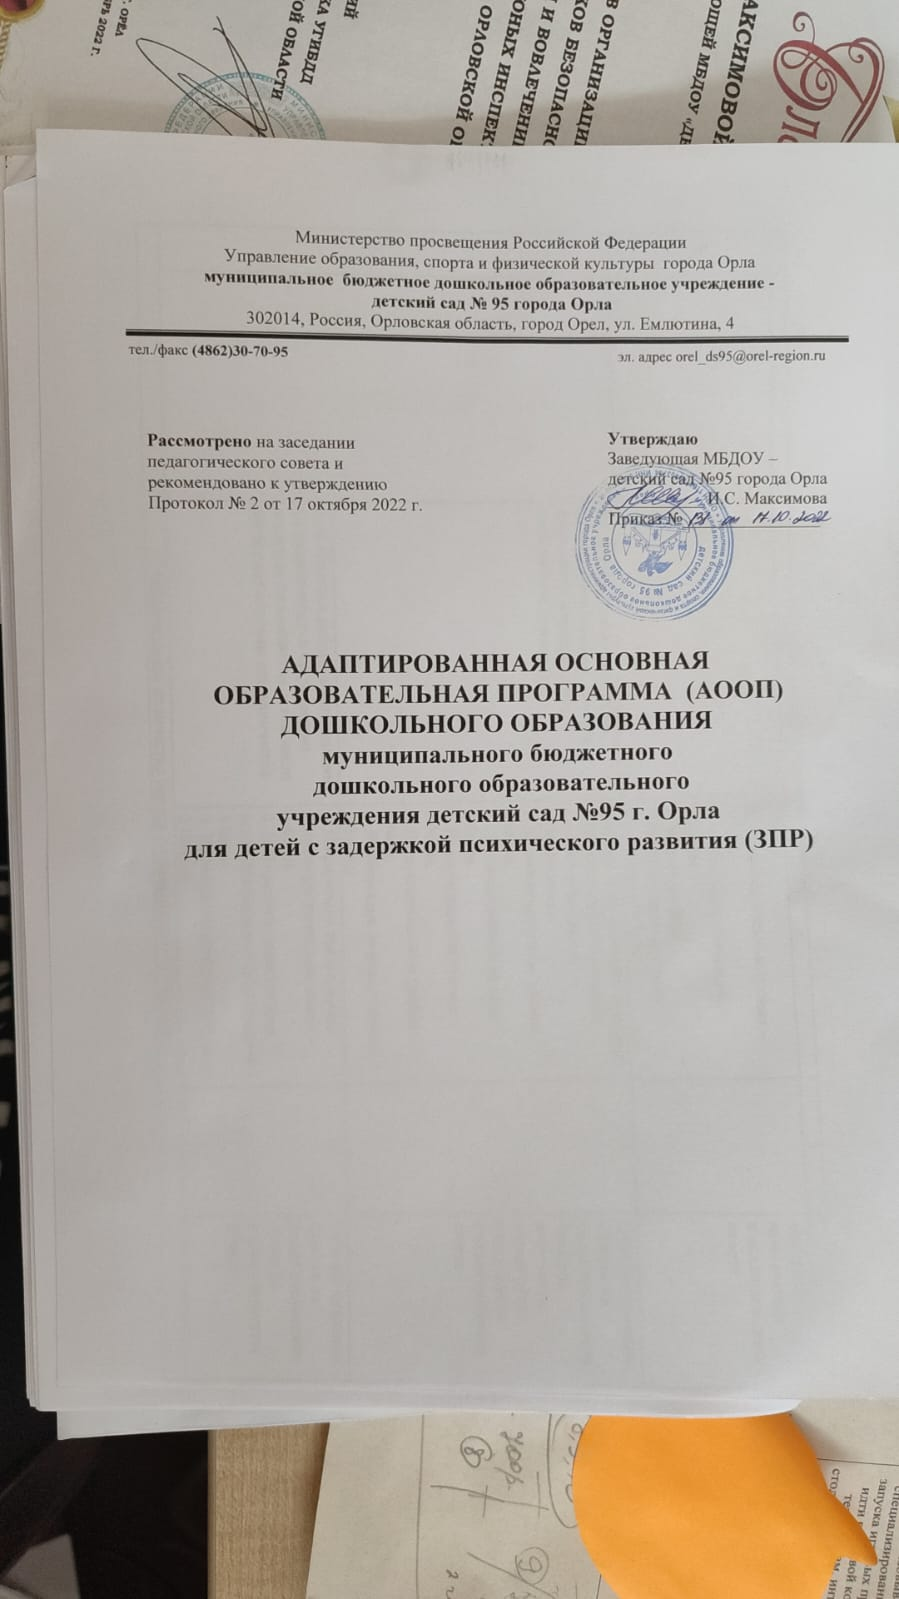 Министерство просвещения Российской Федерации
Управление образования, спорта и физической культуры города Орла
муниципальное бюджетное дошкольное образовательное учреждение -
детский сад № 95 города Орла
302014, Россия, Орловская область, город Орел, ул. Емлютина, 4
тел./факс (4862)30-70-95
эл. адрес orel_ds95@orel-region.ru
Рассмотрено на заседании
педагогического совета и
рекомендовано к утверждению
Протокол № 2 от 17 октября 2022 г.
Утверждаю
Заведующая МБДОУ –
детский сад №95 города Орла
И.С. Максимова
Приказ № от 17.10.2022
АДАПТИРОВАННАЯ ОСНОВНАЯ
ОБРАЗОВАТЕЛЬНАЯ ПРОГРАММА (АООП)
ДОШКОЛЬНОГО ОБРАЗОВАНИЯ
муниципального бюджетного
дошкольного образовательного
учреждения детский сад №95 г. Орла
для детей с задержкой психического развития (ЗПР)